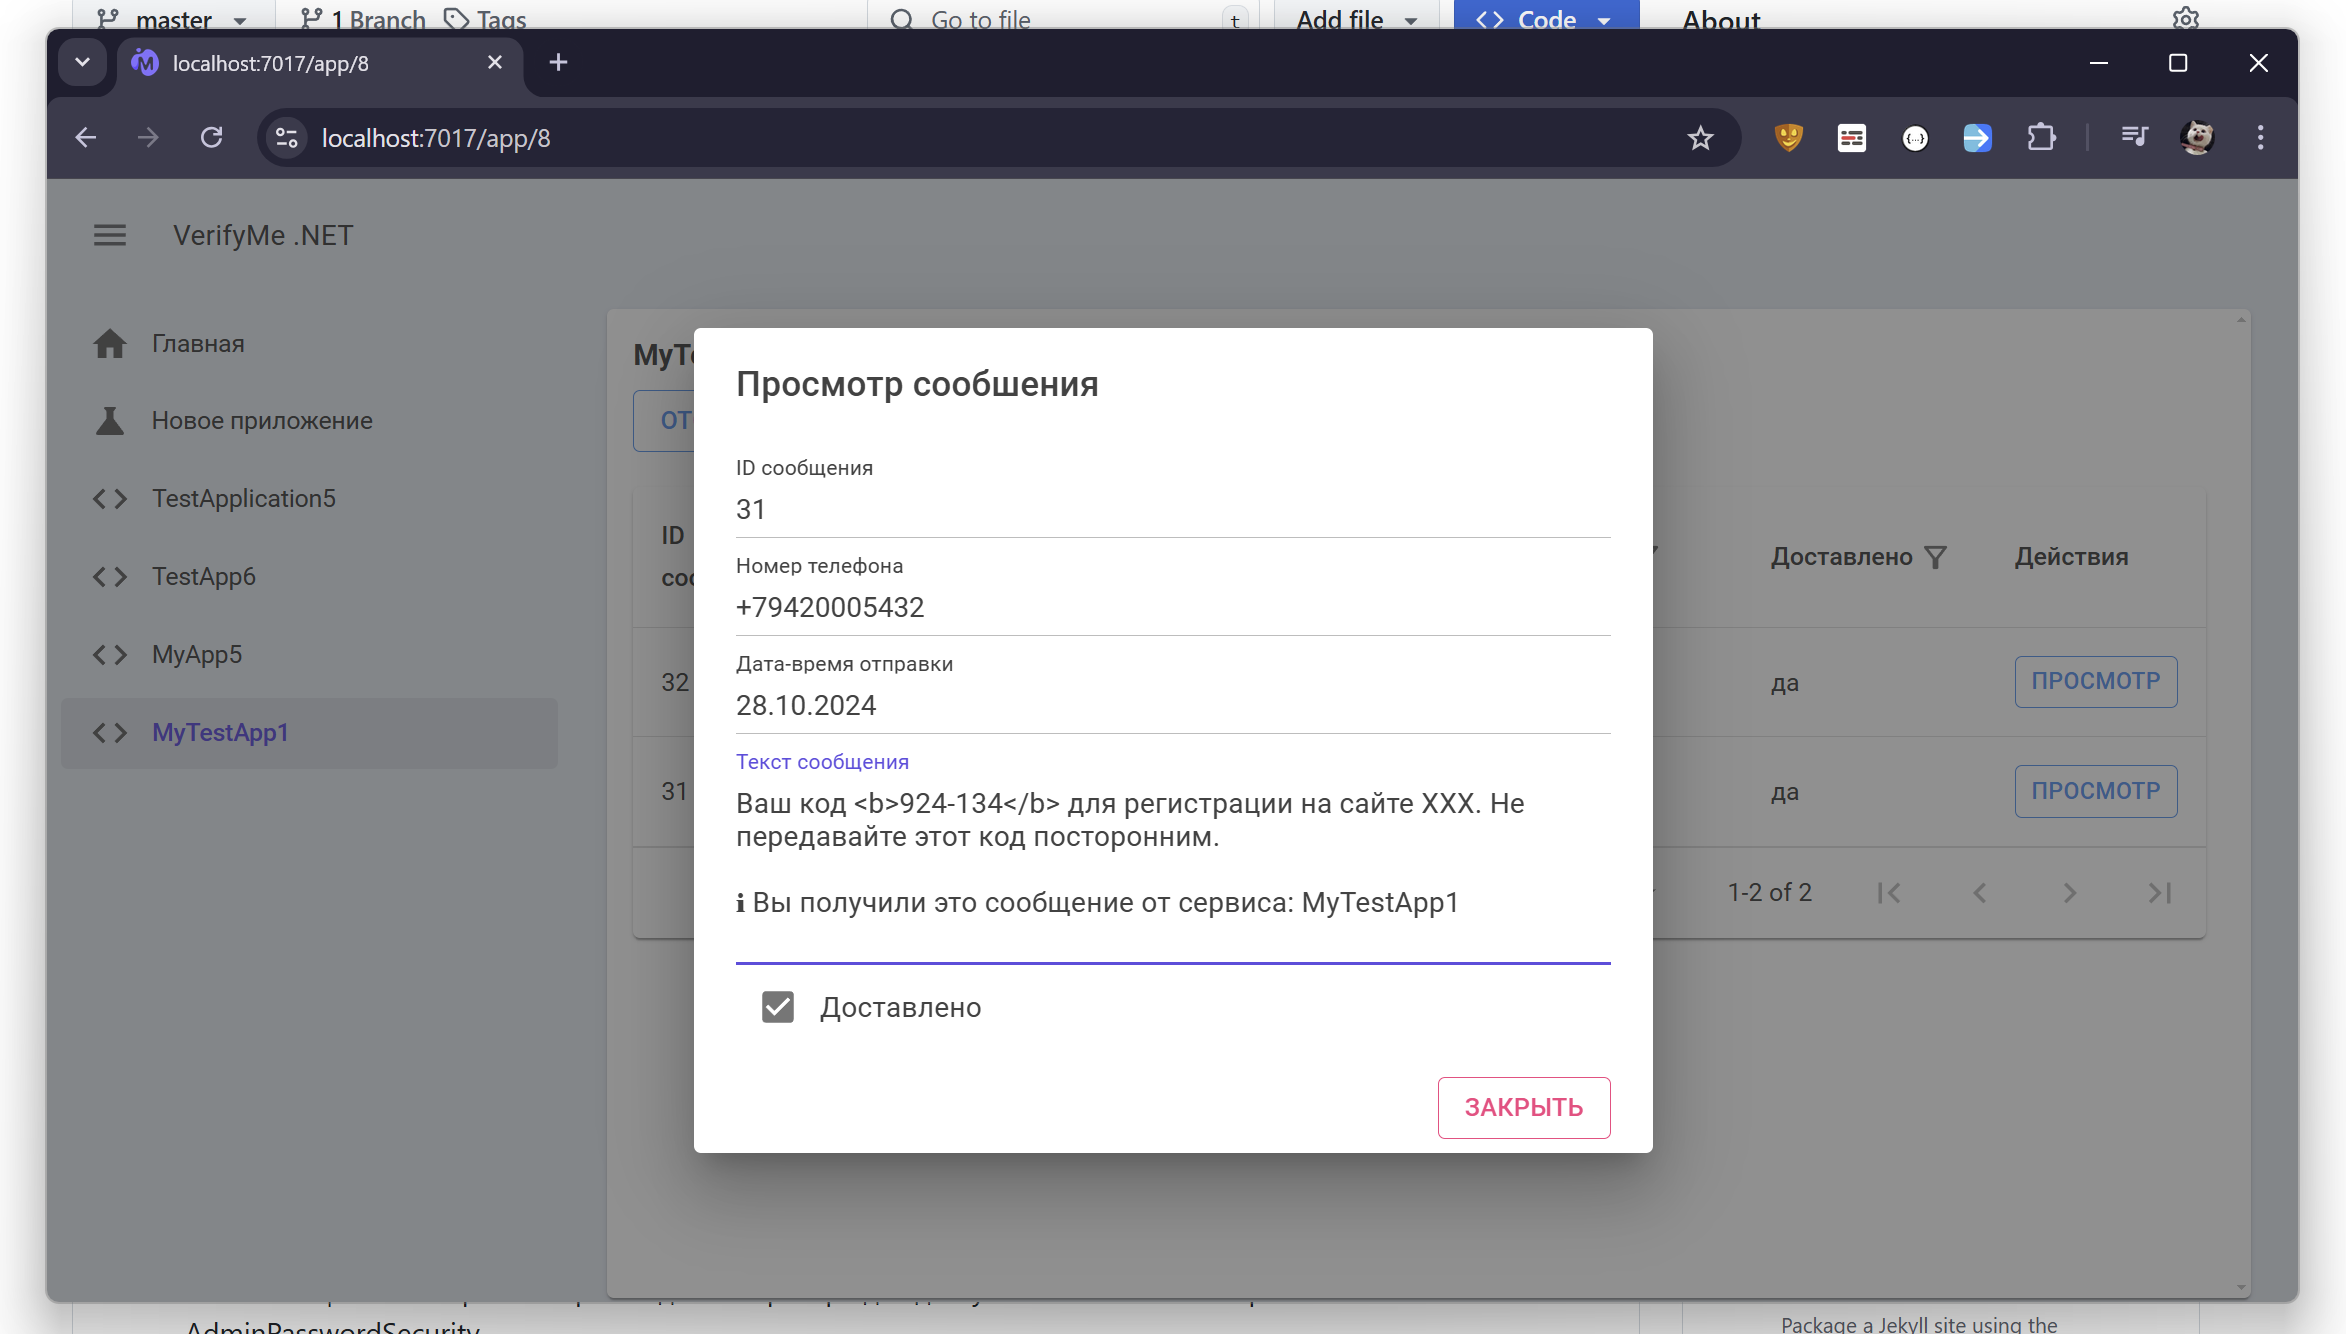 master
1 Branch
Tags
Go to file
t
Add file
Code
About
localhost:7017/app/8
localhost:7017/app/8
VerifyMe .NET
Главная
Новое приложение
TestApplication5
TestApp6
MyApp5
MyTestApp1
ID
Доставлено
Действия
32
да
ПРОСМОТР
31
да
ПРОСМОТР
1-2 of 2
Просмотр сообшения
ID сообщения
31
Номер телефона
+79420005432
Дата-время отправки
28.10.2024
Текст сообщения
Ваш код <b>924-134</b> для регистрации на сайте XXX. Не
передавайте этот код посторонним.
ℹ Вы получили это сообщение от сервиса: MyTestApp1
Доставлено
ЗАКРЫТЬ
AdminPasswordSecurity
Package a Jekyll site using the